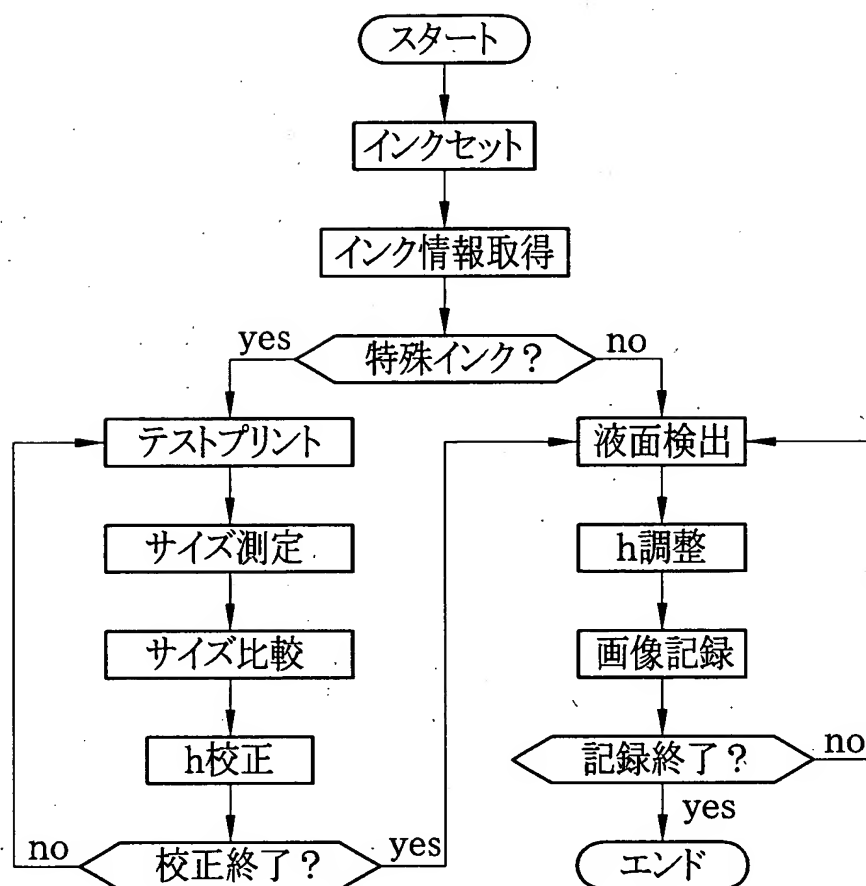 スタート
インクセット
インク情報取得
特殊インク?
yes
no
テストプリント
サイズ測定
サイズ比較
h校正
校正終了?
no
yes
液面検出
h調整
画像記録
記録終了?
no
yes
エンド